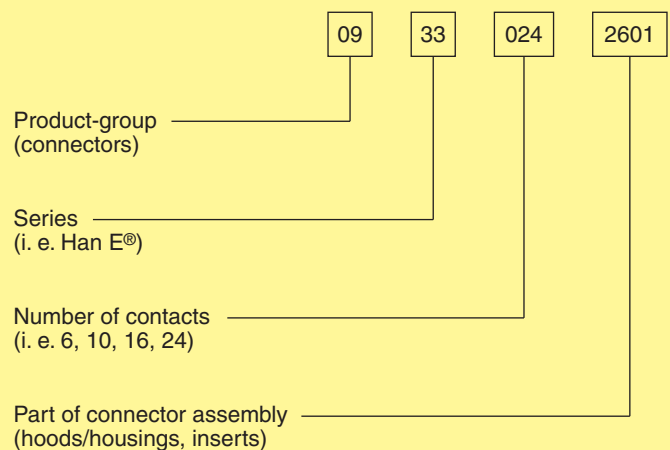 09 33 024 2601
Product-group
(connectors)
Series
(i. e. Han E®)
Number of contacts
(i. e. 6, 10, 16, 24)
Part of connector assembly
(hoods/housings, inserts)